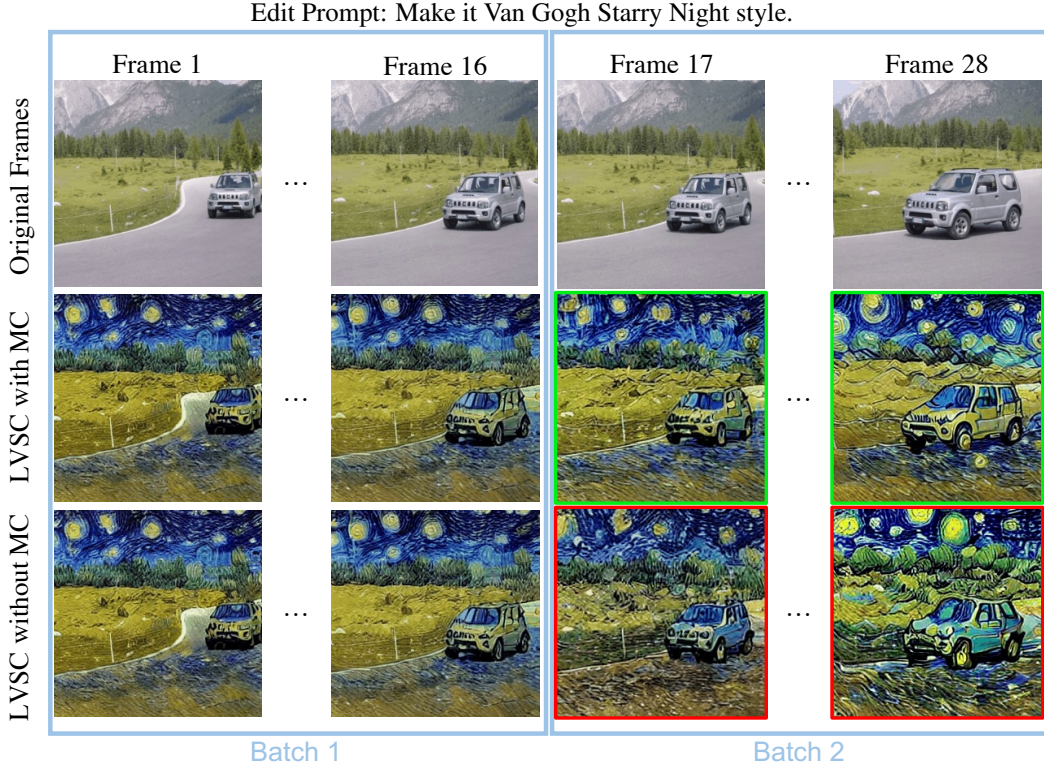 Edit Prompt: Make it Van Gogh Starry Night style.
Frame 1
Frame 16
Frame 17
Frame 28
Original Frames
...
...
LVSC with MC
...
...
LVSC without MC
...
...
Batch 1
Batch 2